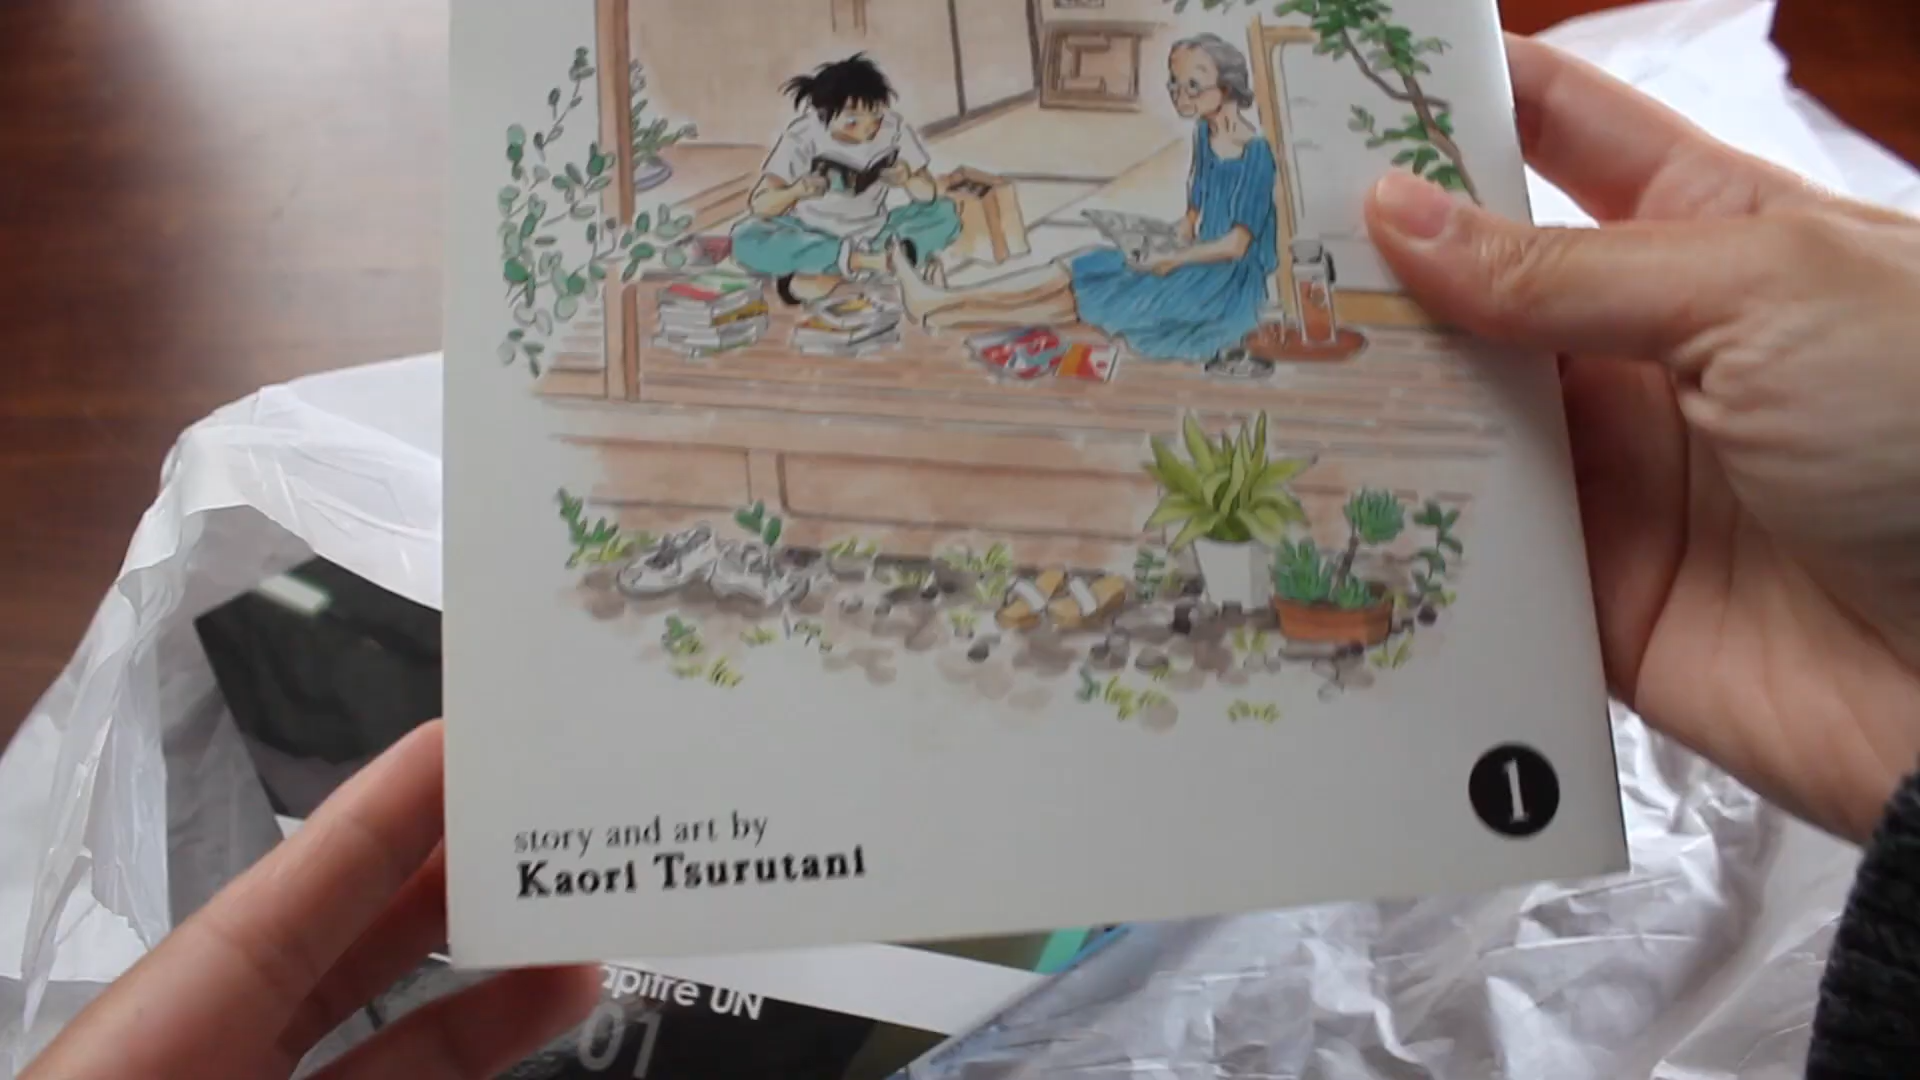 story and art by
Kaori Tsurutani
1
apitre UN
01